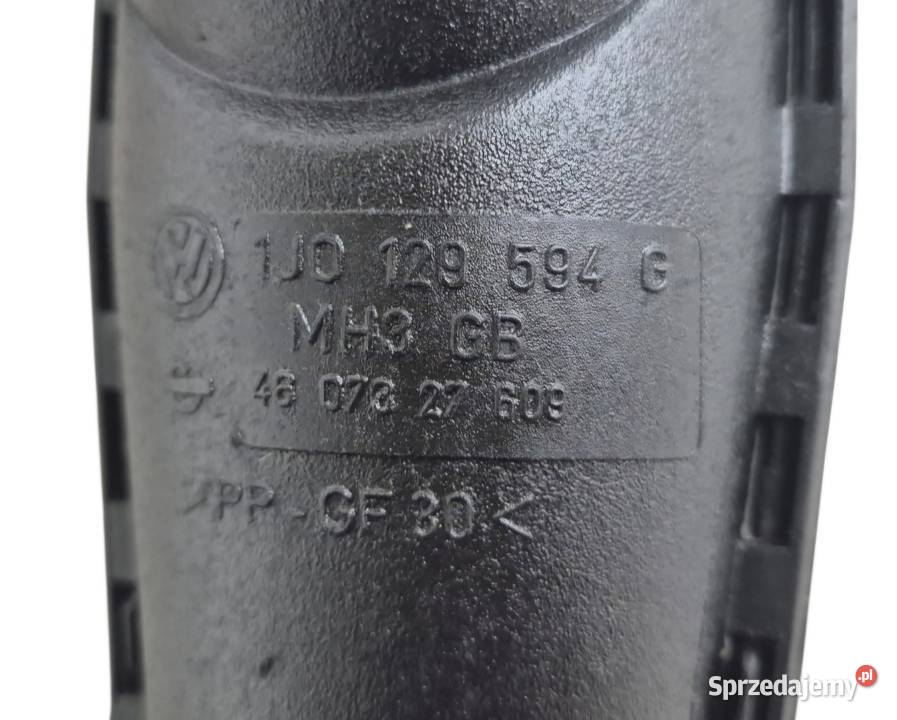 1J0 129 594 G
MH3 GB
46 073 27 609
>PP-GF 30<
Sprzedajemy.pl